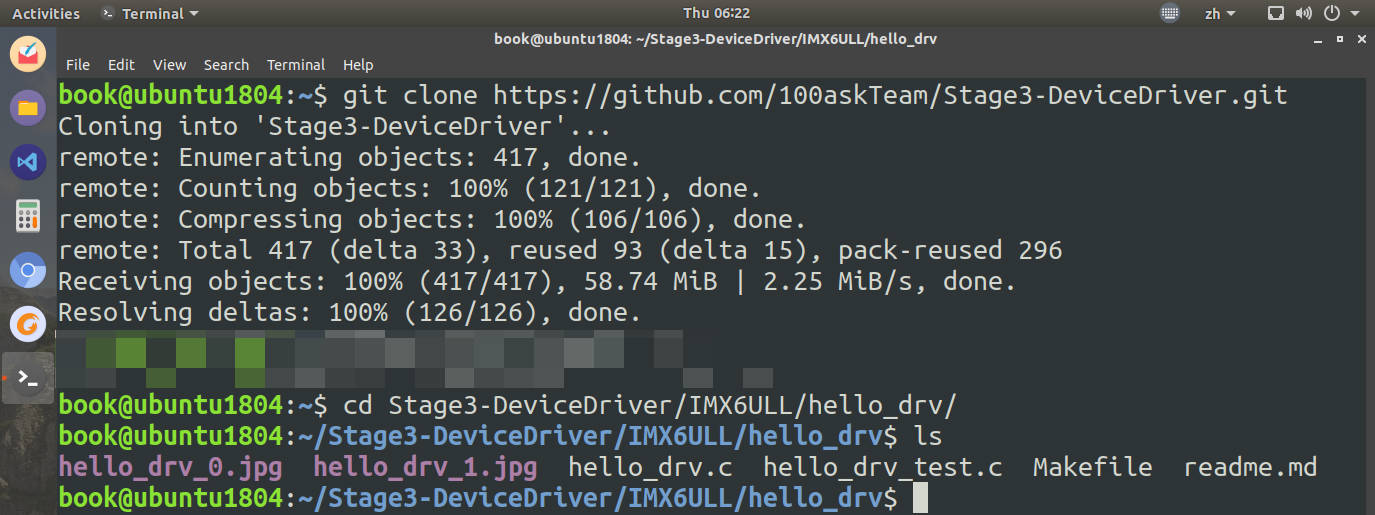 Activities Terminal Thu 06:22 zh
book@ubuntu1804: ~/Stage3-DeviceDriver/IMX6ULL/hello_drv
File Edit View Search Terminal Help
book@ubuntu1804:~$ git clone https://github.com/100askTeam/Stage3-DeviceDriver.git
Cloning into 'Stage3-DeviceDriver'...
remote: Enumerating objects: 417, done.
remote: Counting objects: 100% (121/121), done.
remote: Compressing objects: 100% (106/106), done.
remote: Total 417 (delta 33), reused 93 (delta 15), pack-reused 296
Receiving objects: 100% (417/417), 58.74 MiB | 2.25 MiB/s, done.
Resolving deltas: 100% (126/126), done.
book@ubuntu1804:~$ cd Stage3-DeviceDriver/IMX6ULL/hello_drv/
book@ubuntu1804:~/Stage3-DeviceDriver/IMX6ULL/hello_drv$ ls
hello_drv_0.jpg hello_drv_1.jpg hello_drv.c hello_drv_test.c Makefile readme.md
book@ubuntu1804:~/Stage3-DeviceDriver/IMX6ULL/hello_drv$